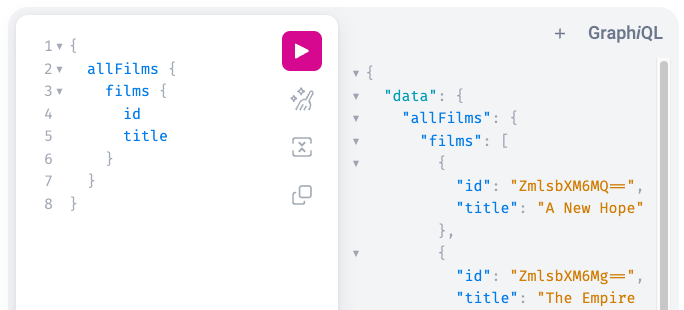 1 {
2 allFilms {
3 films {
4 id
5 title
6 }
7 }
8 }
+ GraphiQL
{
"data": {
"allFilms": {
"films": [
{
"id": "ZmlsbXM6MQ==",
"title": "A New Hope"
},
{
"id": "ZmlsbXM6Mg==",
"title": "The Empire